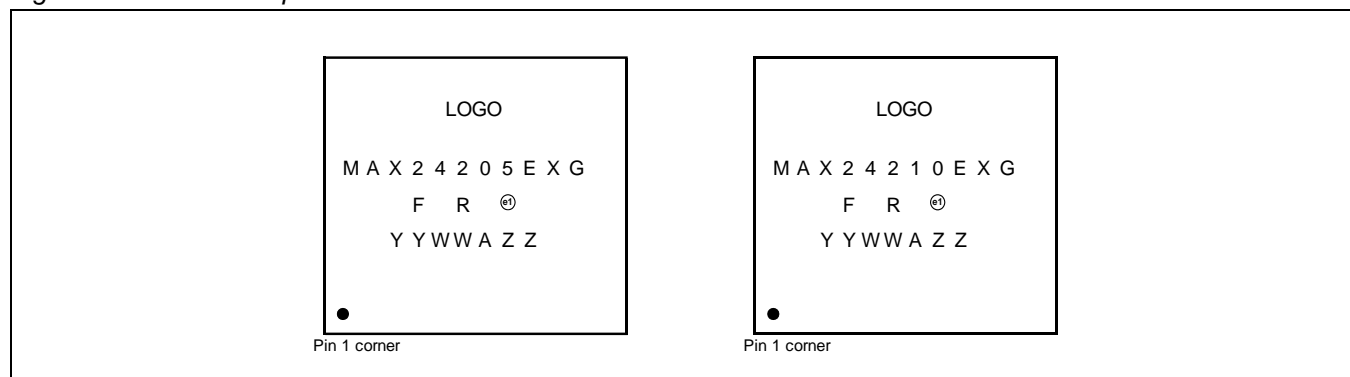 LOGO
MAX24205EXG
F R e1
YYWWAZZ
Pin 1 corner
LOGO
MAX24210EXG
F R e1
YYWWAZZ
Pin 1 corner